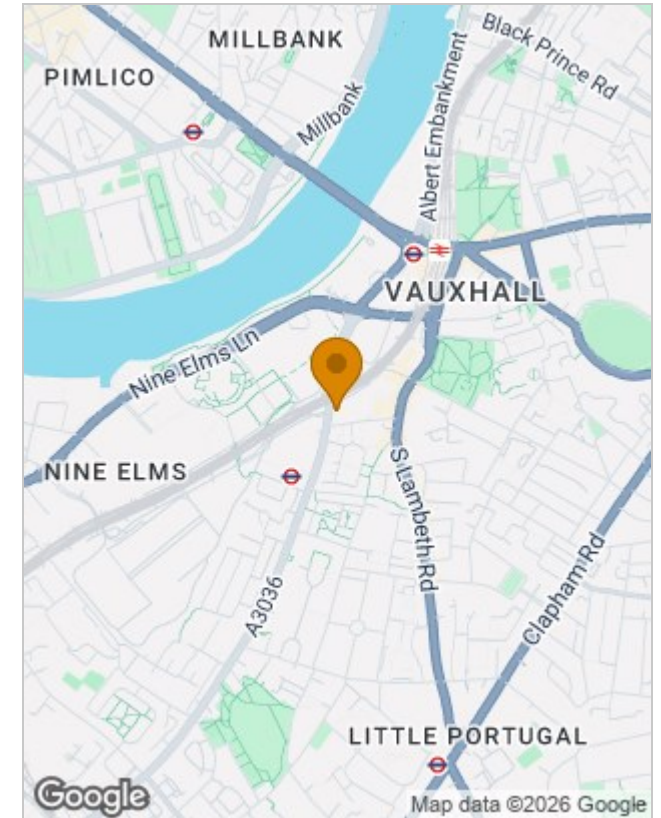 MILLBANK
Black Prince Rd
PIMLICO
Millbank
Albert Embankment
VAUXHALL
Nine Elms Ln
NINE ELMS
S Lambeth Rd
A3036
Clapham Rd
LITTLE PORTUGAL
Google
Map data ©2026 Google